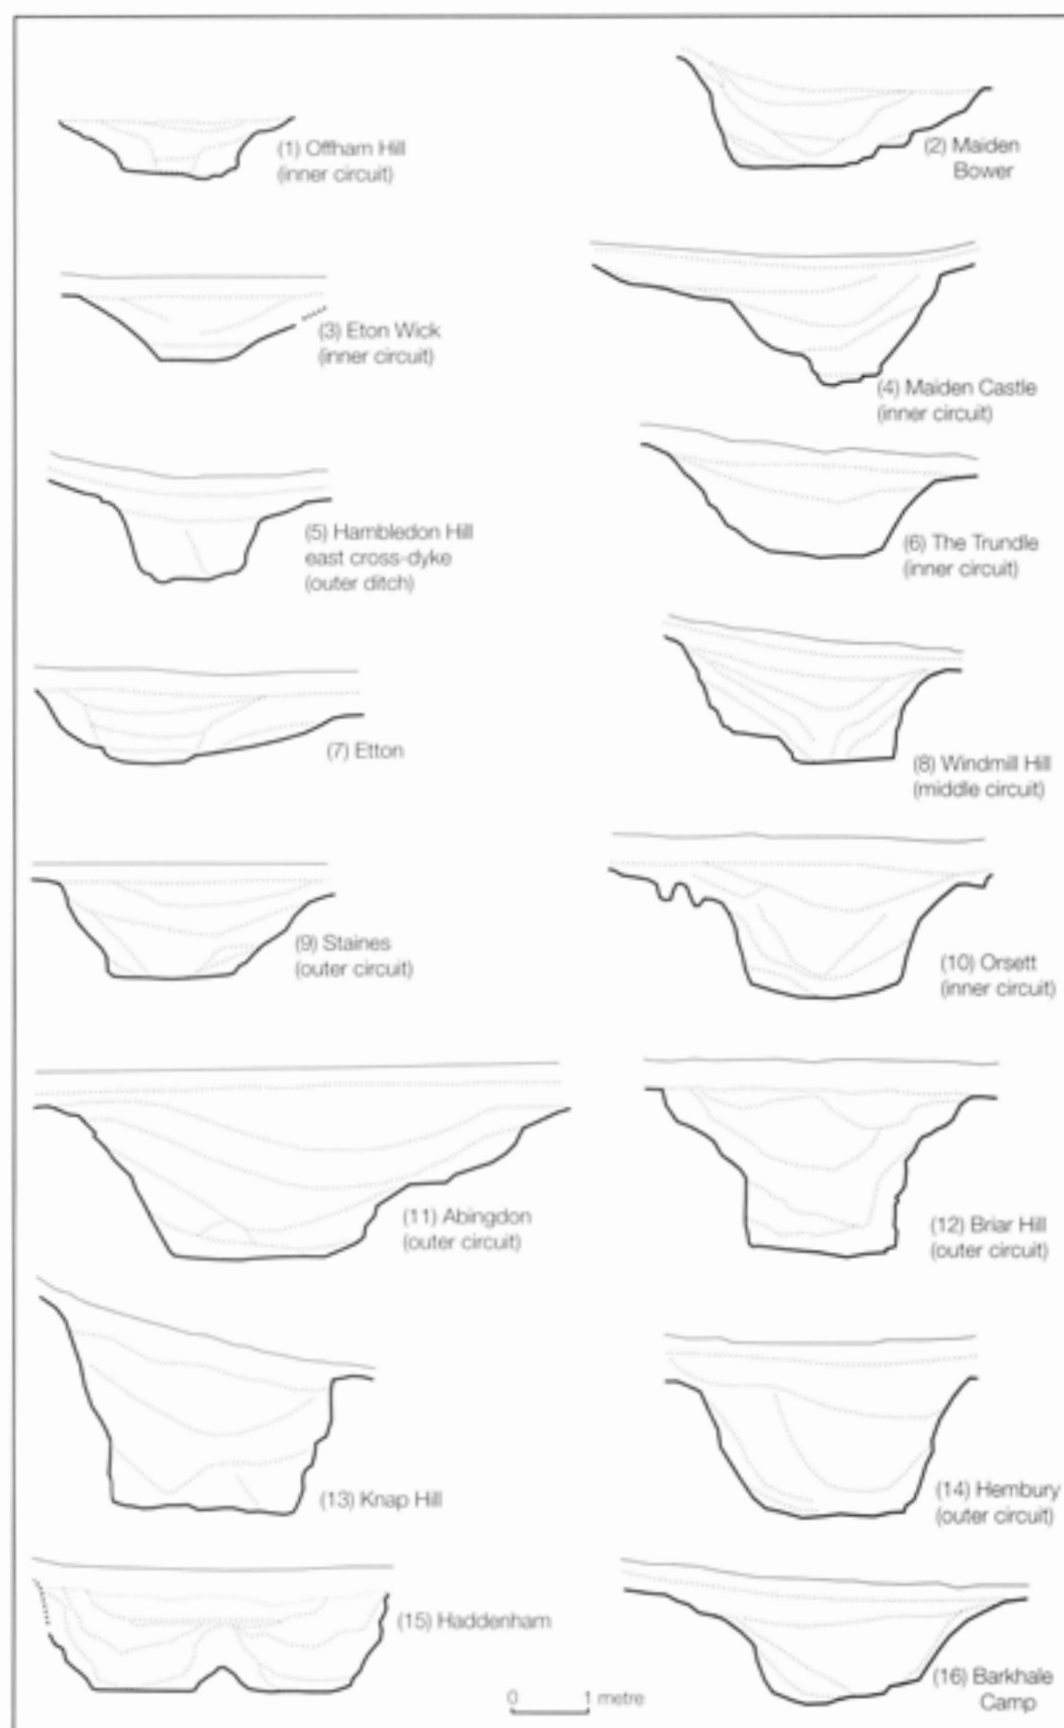 (1) Offham Hill
(inner circuit)
(2) Maiden
Bower
(3) Eton Wick
(inner circuit)
(4) Maiden Castle
(inner circuit)
(5) Hambledon Hill
east cross-dyke
(outer ditch)
(6) The Trundle
(inner circuit)
(7) Etton
(8) Windmill Hill
(middle circuit)
(9) Staines
(outer circuit)
(10) Orsett
(inner circuit)
(11) Abingdon
(outer circuit)
(12) Briar Hill
(outer circuit)
(13) Knap Hill
(14) Hembury
(outer circuit)
(15) Haddenham
(16) Barkhale
Camp
0 1 metre